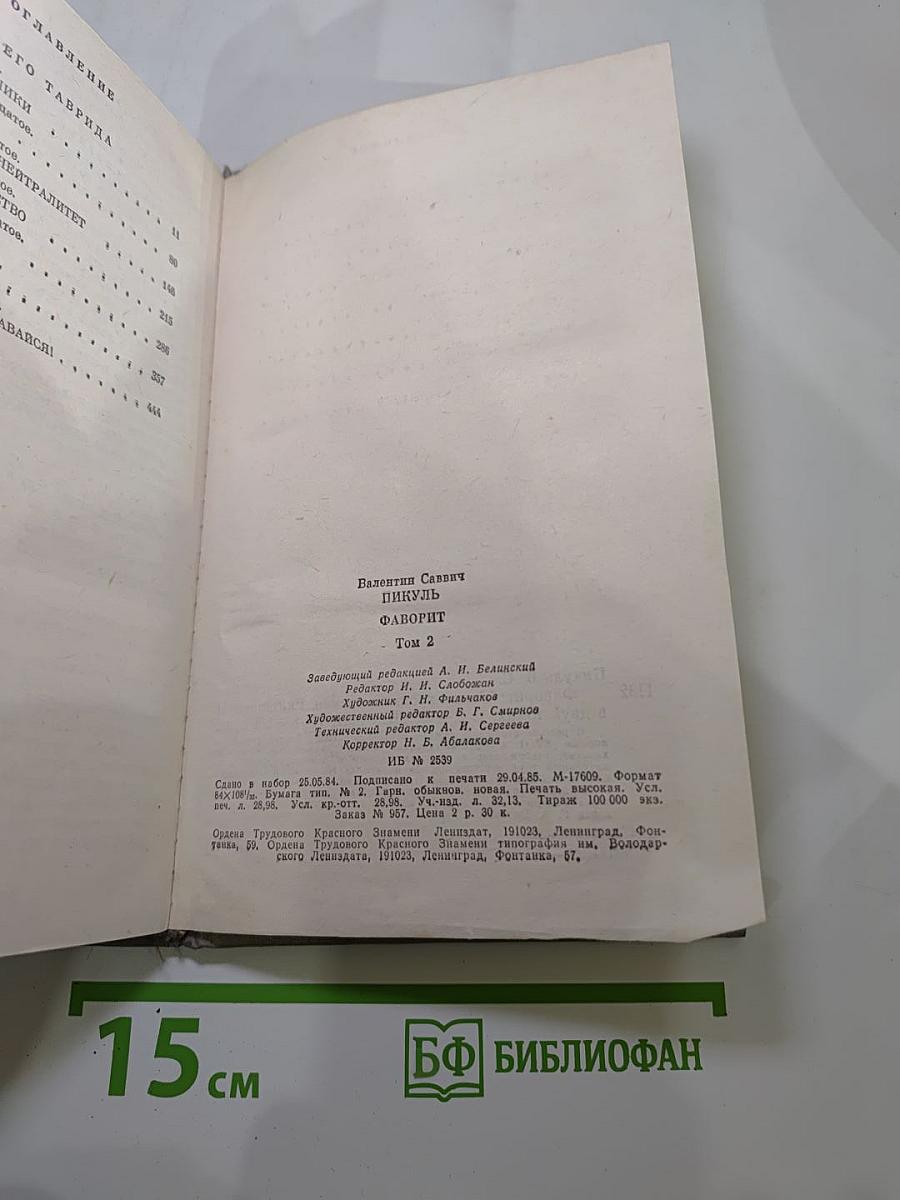 ОГЛАВЛЕНИЕ
ЕГО ТАВРИДА
11
80
НЕЙТРАЛИТЕТ
148
215
286
357
444
Валентин Саввич
ПИКУЛЬ
ФАВОРИТ
Том 2
Заведующий редакцией А. И. Белинский
Редактор И. И. Слобожан
Художник Г. Н. Фильчаков
Художественный редактор Б. Г. Смирнов
Технический редактор А. И. Сергеева
Корректор Н. Б. Абалакова
ИБ № 2539
Сдано в набор 25.05.84. Подписано к печати 29.04.85. М-17609. Формат
84×108¹/₃₂. Бумага тип. № 2. Гарн. обыкнов. новая. Печать высокая. Усл.
печ. л. 28,98. Усл. кр.-отт. 28,98. Уч.-изд. л. 32,13. Тираж 100 000 экз.
Заказ № 957. Цена 2 р. 30 к.
Ордена Трудового Красного Знамени Лениздат, 191023, Ленинград, Фон-
танка, 59. Ордена Трудового Красного Знамени типография им. Володар-
ского Лениздата, 191023, Ленинград, Фонтанка, 57.
15 см
БФ БИБЛИОФАН